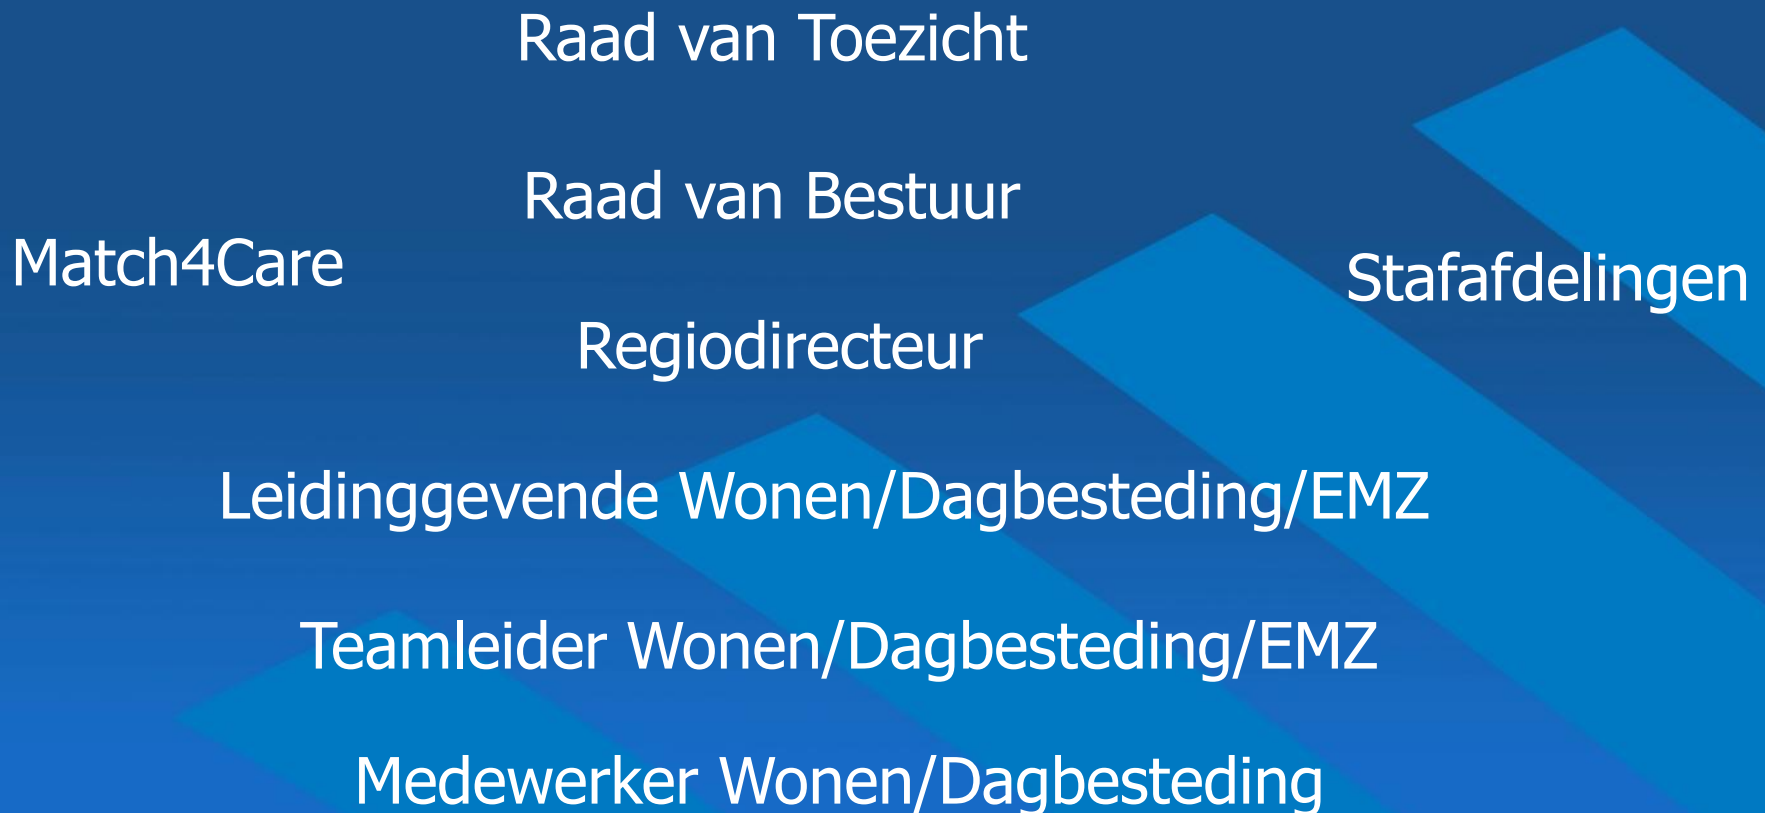 Raad van Toezicht
Raad van Bestuur
Match4Care
Stafafdelingen
Regiodirecteur
Leidinggevende Wonen/Dagbesteding/EMZ
Teamleider Wonen/Dagbesteding/EMZ
Medewerker Wonen/Dagbesteding